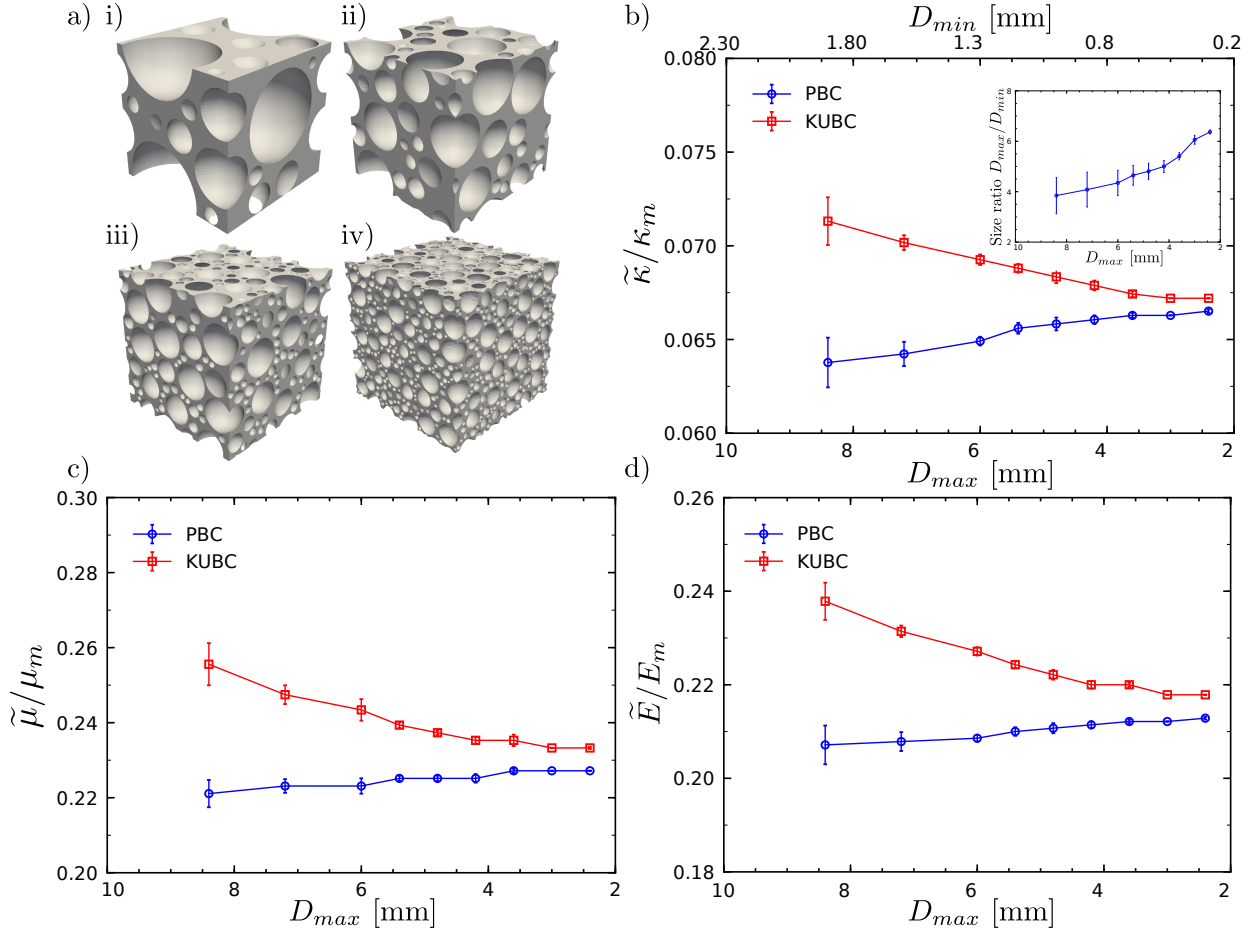 a) i) ii)
iii) iv)
b)
D_min [mm]
2.30 1.80 1.3 0.8 0.2
0.080
0.075
0.070
0.065
0.060
κ̃/κ_m
PBC
KUBC
Size ratio D_max/D_min
8
6
4
2
10 8 6 4 2
D_max [mm]
10 8 6 4 2
D_max [mm]
c)
0.30
0.28
0.26
0.24
0.22
0.20
μ̃/μ_m
PBC
KUBC
10 8 6 4 2
D_max [mm]
d)
0.26
0.24
0.22
0.20
0.18
Ẽ/E_m
PBC
KUBC
10 8 6 4 2
D_max [mm]